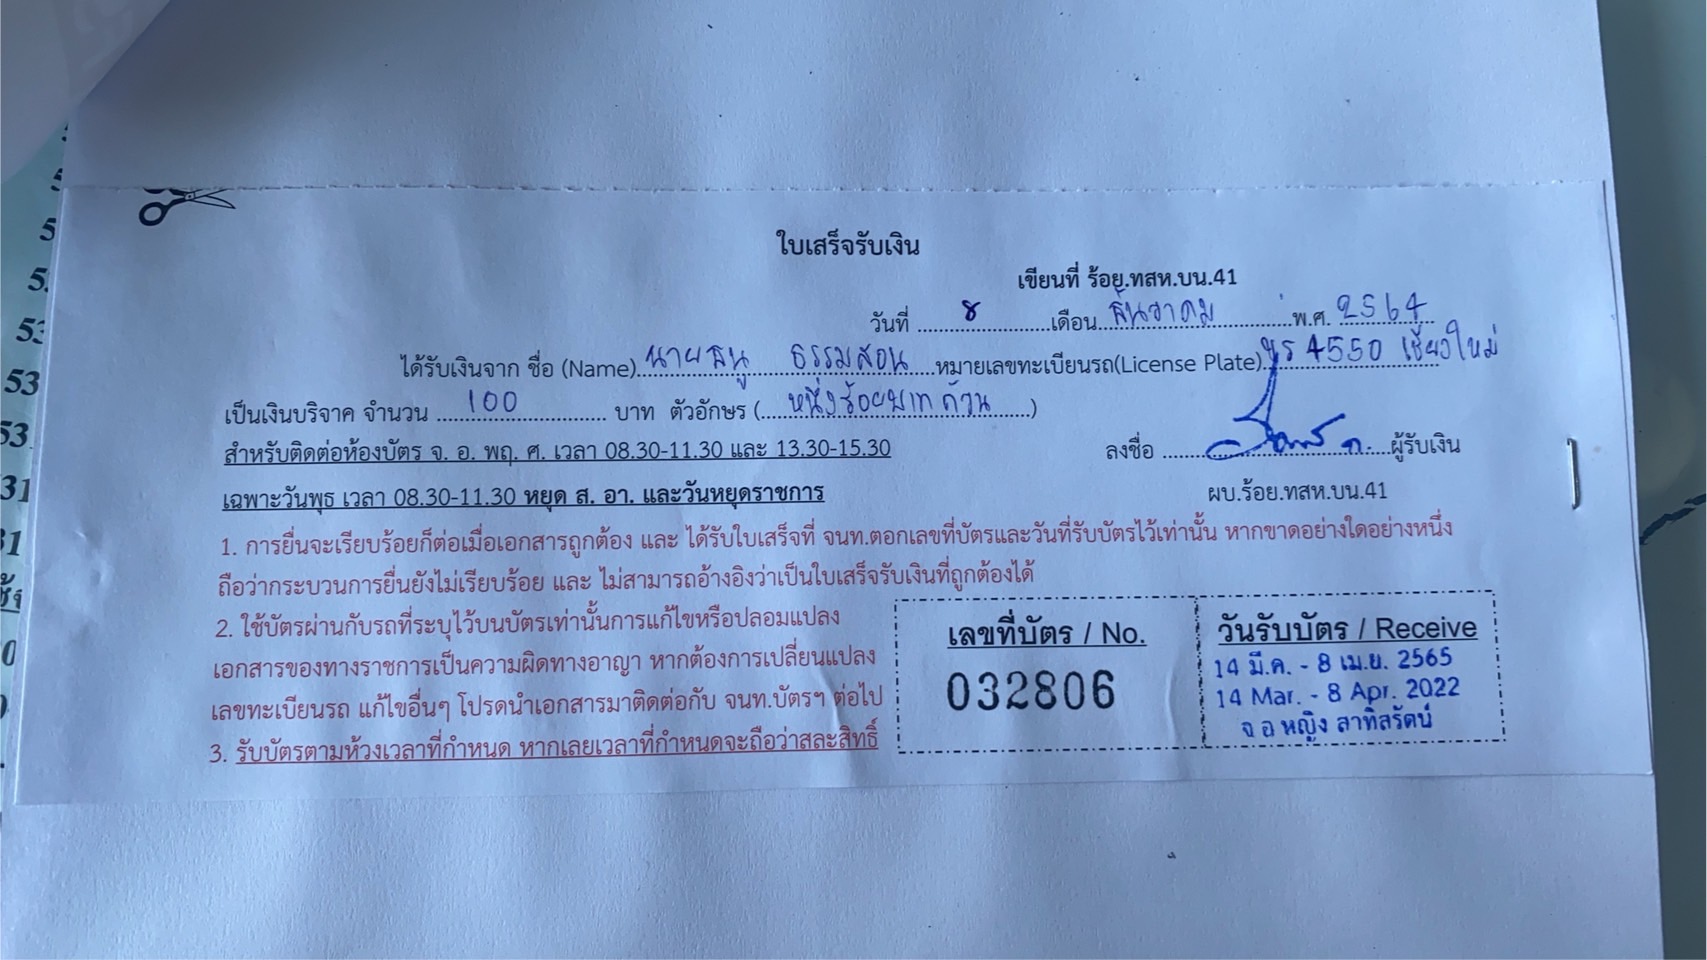 ใบเสร็จรับเงิน
เขียนที่ ร้อย.ทสห.บน.41
วันที่ 8 เดือน ธันวาคม พ.ศ. 2564
ได้รับเงินจาก ชื่อ (Name) นาย ธรรมสอน หมายเลขทะเบียนรถ(License Plate) 4550 เชียงใหม่
เป็นเงินบริจาค จำนวน 100 บาท ตัวอักษร (หนึ่งร้อยบาทถ้วน)
สำหรับติดต่อห้องบัตร จ. อ. พฤ. ศ. เวลา 08.30-11.30 และ 13.30-15.30
ลงชื่อ ผู้รับเงิน
เฉพาะวันพุธ เวลา 08.30-11.30 หยุด ส. อา. และวันหยุดราชการ
ผบ.ร้อย.ทสห.บน.41
1. การยื่นจะเรียบร้อยก็ต่อเมื่อเอกสารถูกต้อง และ ได้รับใบเสร็จที่ จนท.ตอกเลขที่บัตรและวันที่รับบัตรไว้เท่านั้น หากขาดอย่างใดอย่างหนึ่ง
ถือว่ากระบวนการยื่นยังไม่เรียบร้อย และ ไม่สามารถอ้างอิงว่าเป็นใบเสร็จรับเงินที่ถูกต้องได้
2. ใช้บัตรผ่านกับรถที่ระบุไว้บนบัตรเท่านั้นการแก้ไขหรือปลอมแปลง
เอกสารของทางราชการเป็นความผิดทางอาญา หากต้องการเปลี่ยนแปลง
เลขทะเบียนรถ แก้ไขอื่นๆ โปรดนำเอกสารมาติดต่อกับ จนท.บัตรฯ ต่อไป
3. รับบัตรตามห้วงเวลาที่กำหนด หากเลยเวลาที่กำหนดจะถือว่าสละสิทธิ์
เลขที่บัตร / No.
032806
วันรับบัตร / Receive
14 มี.ค. - 8 เม.ย. 2565
14 Mar. - 8 Apr. 2022
จ อ หญิง สาทิสรัตน์